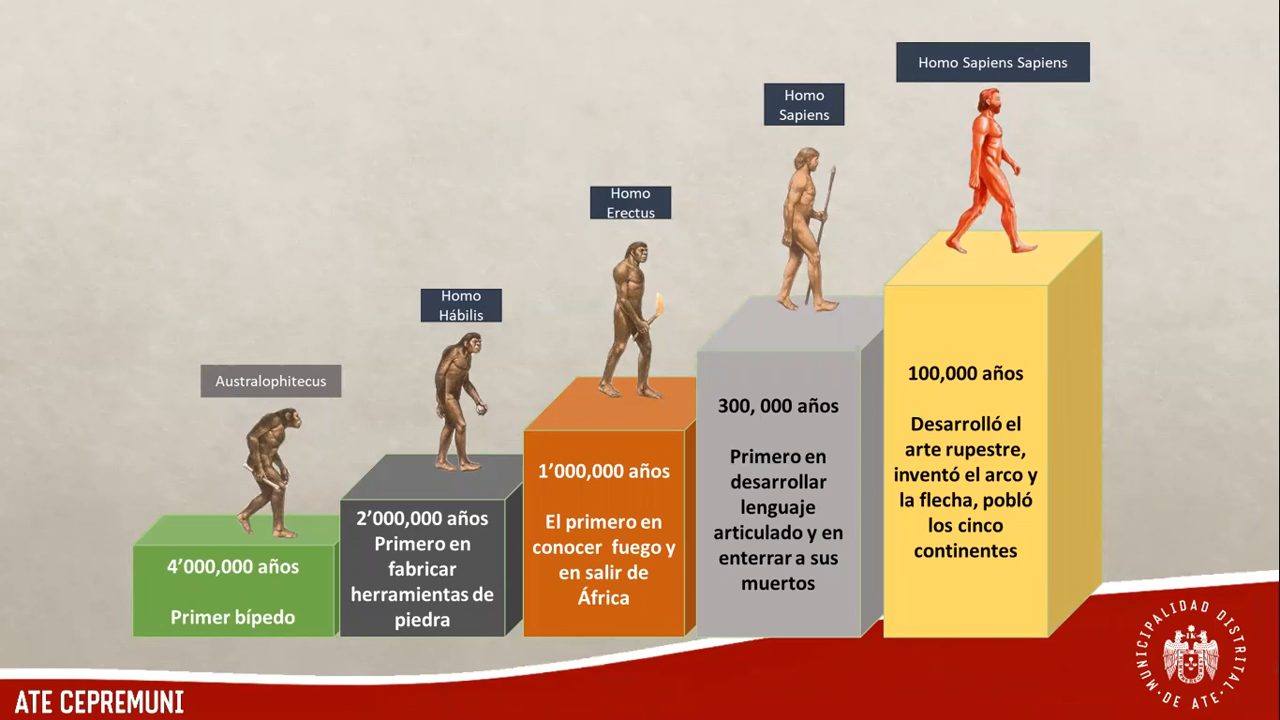 Homo Sapiens Sapiens
Homo
Sapiens
Homo
Erectus
Homo
Hábilis
Australophitecus
4’000,000 años
Primer bípedo
2’000,000 años
Primero en
fabricar
herramientas de
piedra
1’000,000 años
El primero en
conocer fuego y
en salir de
África
300, 000 años
Primero en
desarrollar
lenguaje
articulado y en
enterrar a sus
muertos
100,000 años
Desarrolló el
arte rupestre,
inventó el arco y
la flecha, pobló
los cinco
continentes
ATE CEPREMUNI
MUNICIPALIDAD DISTRITAL
· DE ATE ·